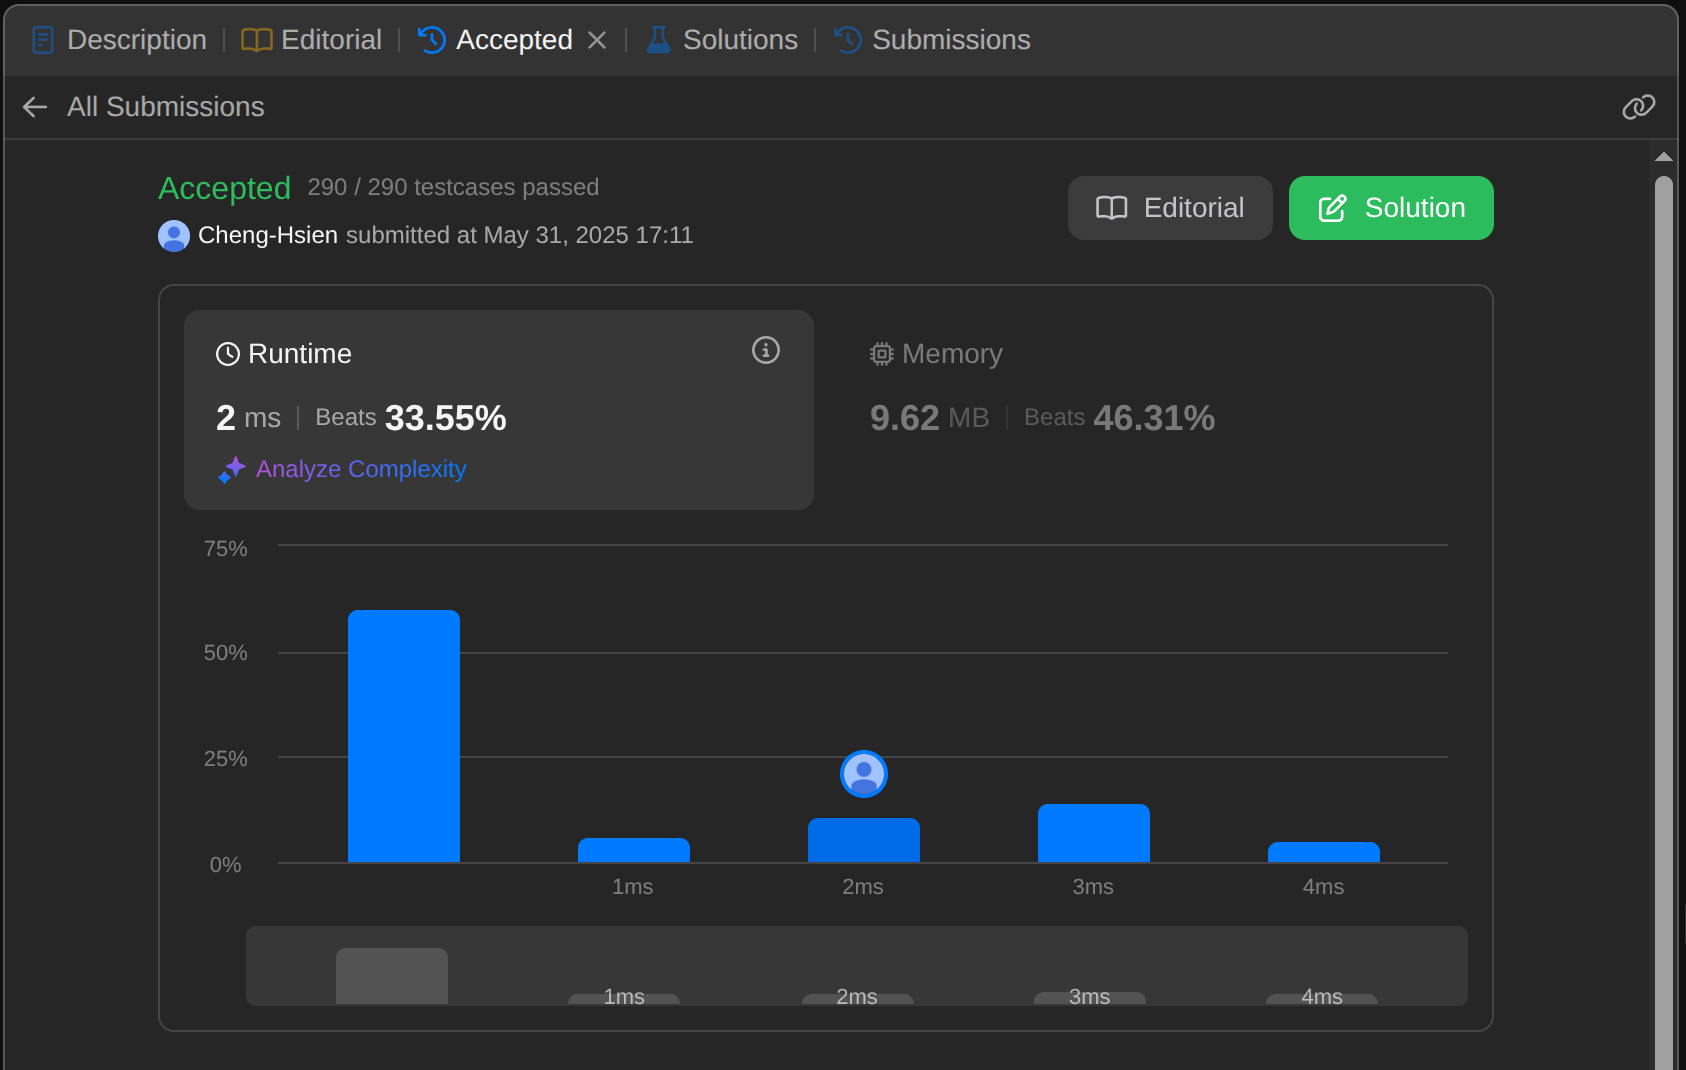 Description Editorial Accepted Solutions Submissions
All Submissions
Accepted 290 / 290 testcases passed
Cheng-Hsien submitted at May 31, 2025 17:11
Editorial Solution
Runtime
2 ms Beats 33.55%
Analyze Complexity
Memory
9.62 MB Beats 46.31%
75%
50%
25%
0%
1ms 2ms 3ms 4ms
1ms 2ms 3ms 4ms